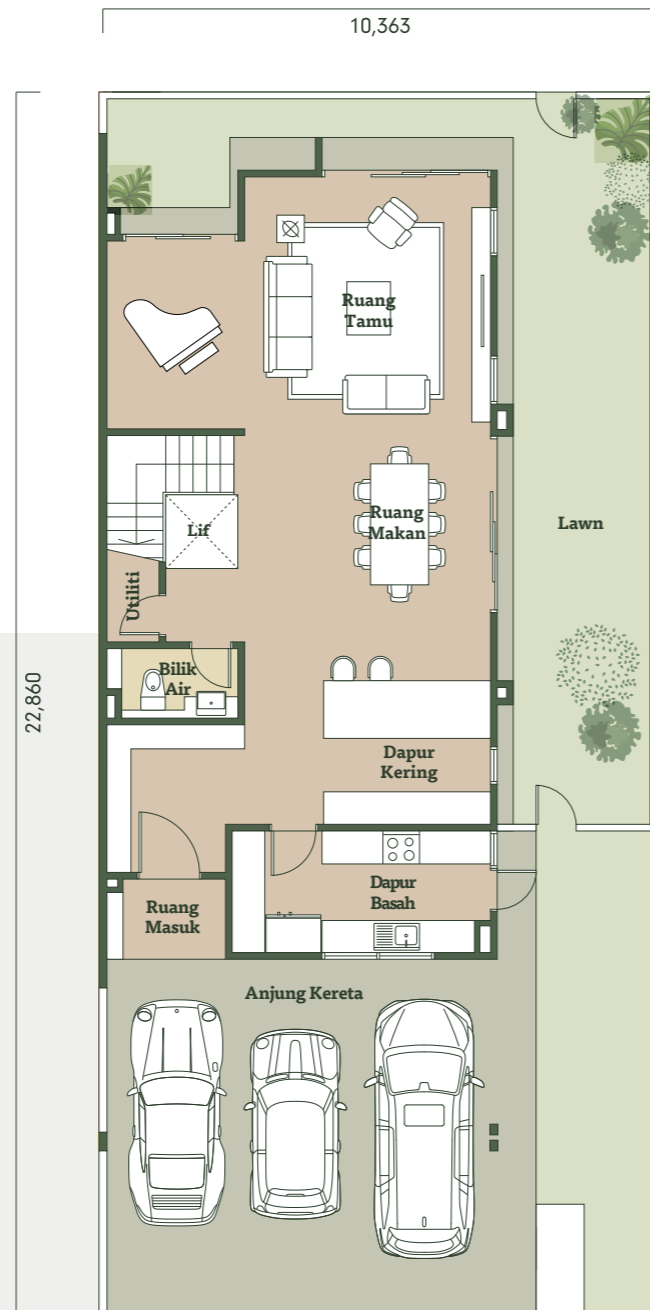 10,363
22,860
Ruang
Tamu
Lif
Ruang
Makan
Lawn
Utiliti
Bilik
Air
Dapur
Kering
Dapur
Basah
Ruang
Masuk
Anjung Kereta